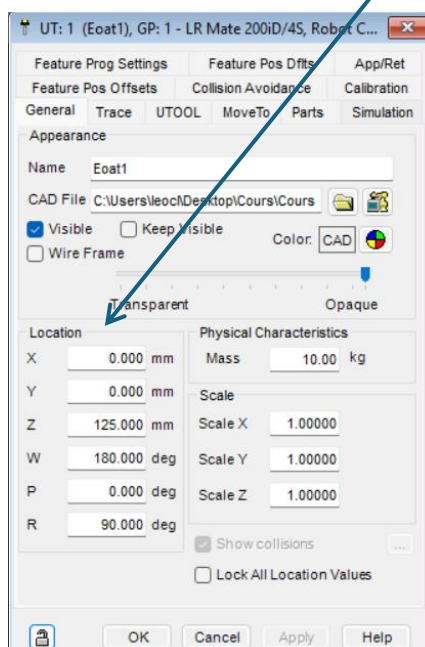 UT: 1 (Eoat1), GP: 1 - LR Mate 200iD/4S, Robot C...
Feature Prog Settings Feature Pos Dflts App/Ret
Feature Pos Offsets Collision Avoidance Calibration
General Trace UTOOL MoveTo Parts Simulation
Appearance
Name Eoat1
CAD File C:\Users\leocl\Desktop\Cours\Cours
Visible Keep Visible Color: CAD
Wire Frame
Transparent Opaque
Location Physical Characteristics
X 0.000 mm Mass 10.00 kg
Y 0.000 mm Scale
Z 125.000 mm Scale X 1.00000
W 180.000 deg Scale Y 1.00000
P 0.000 deg Scale Z 1.00000
R 90.000 deg
Show collisions ...
Lock All Location Values
OK Cancel Apply Help